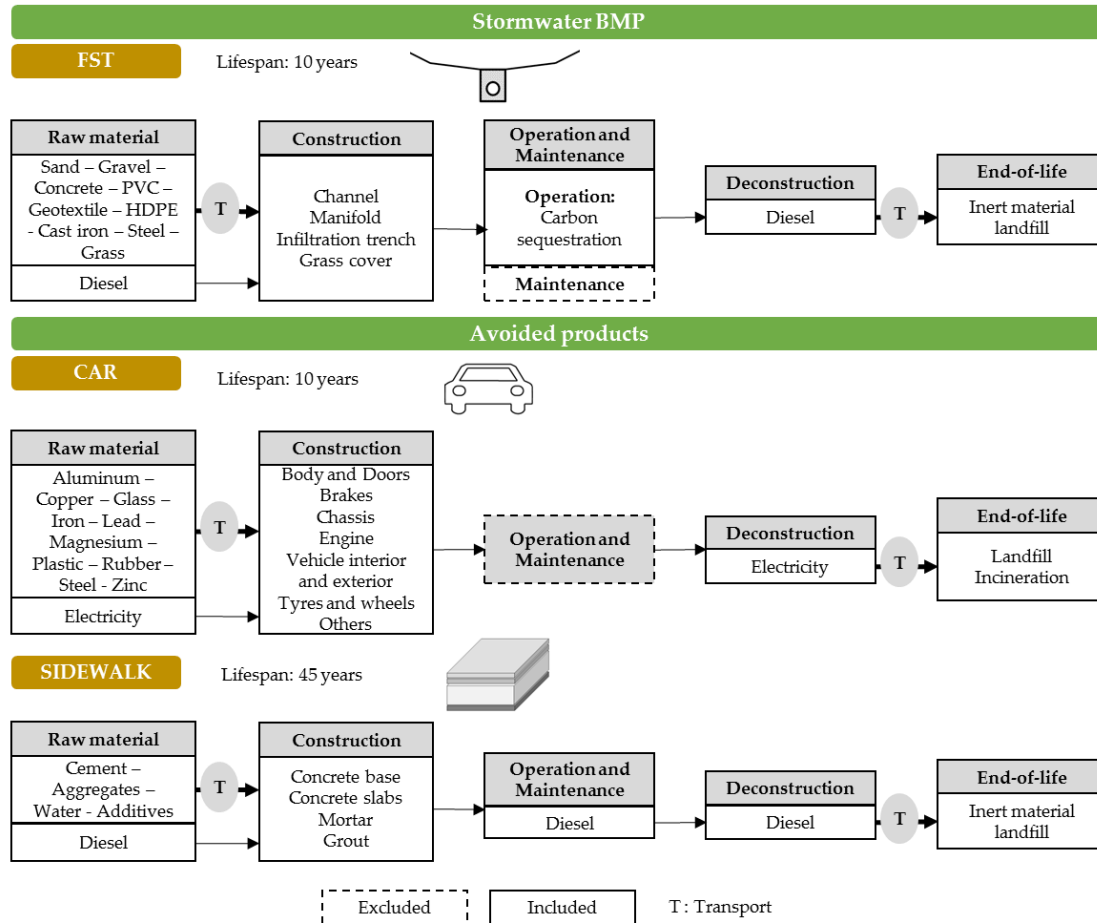 Stormwater BMP
FST
Lifespan: 10 years
Raw material
Sand – Gravel –
Concrete – PVC –
Geotextile – HDPE
- Cast iron – Steel –
Grass
Diesel
T
Construction
Channel
Manifold
Infiltration trench
Grass cover
Operation and
Maintenance
Operation:
Carbon
sequestration
Maintenance
Deconstruction
Diesel
T
End-of-life
Inert material
landfill
Avoided products
CAR
Lifespan: 10 years
Raw material
Aluminum –
Copper – Glass –
Iron – Lead –
Magnesium –
Plastic – Rubber –
Steel - Zinc
Electricity
T
Construction
Body and Doors
Brakes
Chassis
Engine
Vehicle interior
and exterior
Tyres and wheels
Others
Operation and
Maintenance
Deconstruction
Electricity
T
End-of-life
Landfill
Incineration
SIDEWALK
Lifespan: 45 years
Raw material
Cement –
Aggregates –
Water - Additives
Diesel
T
Construction
Concrete base
Concrete slabs
Mortar
Grout
Operation and
Maintenance
Diesel
Deconstruction
Diesel
T
End-of-life
Inert material
landfill
Excluded
Included
T : Transport